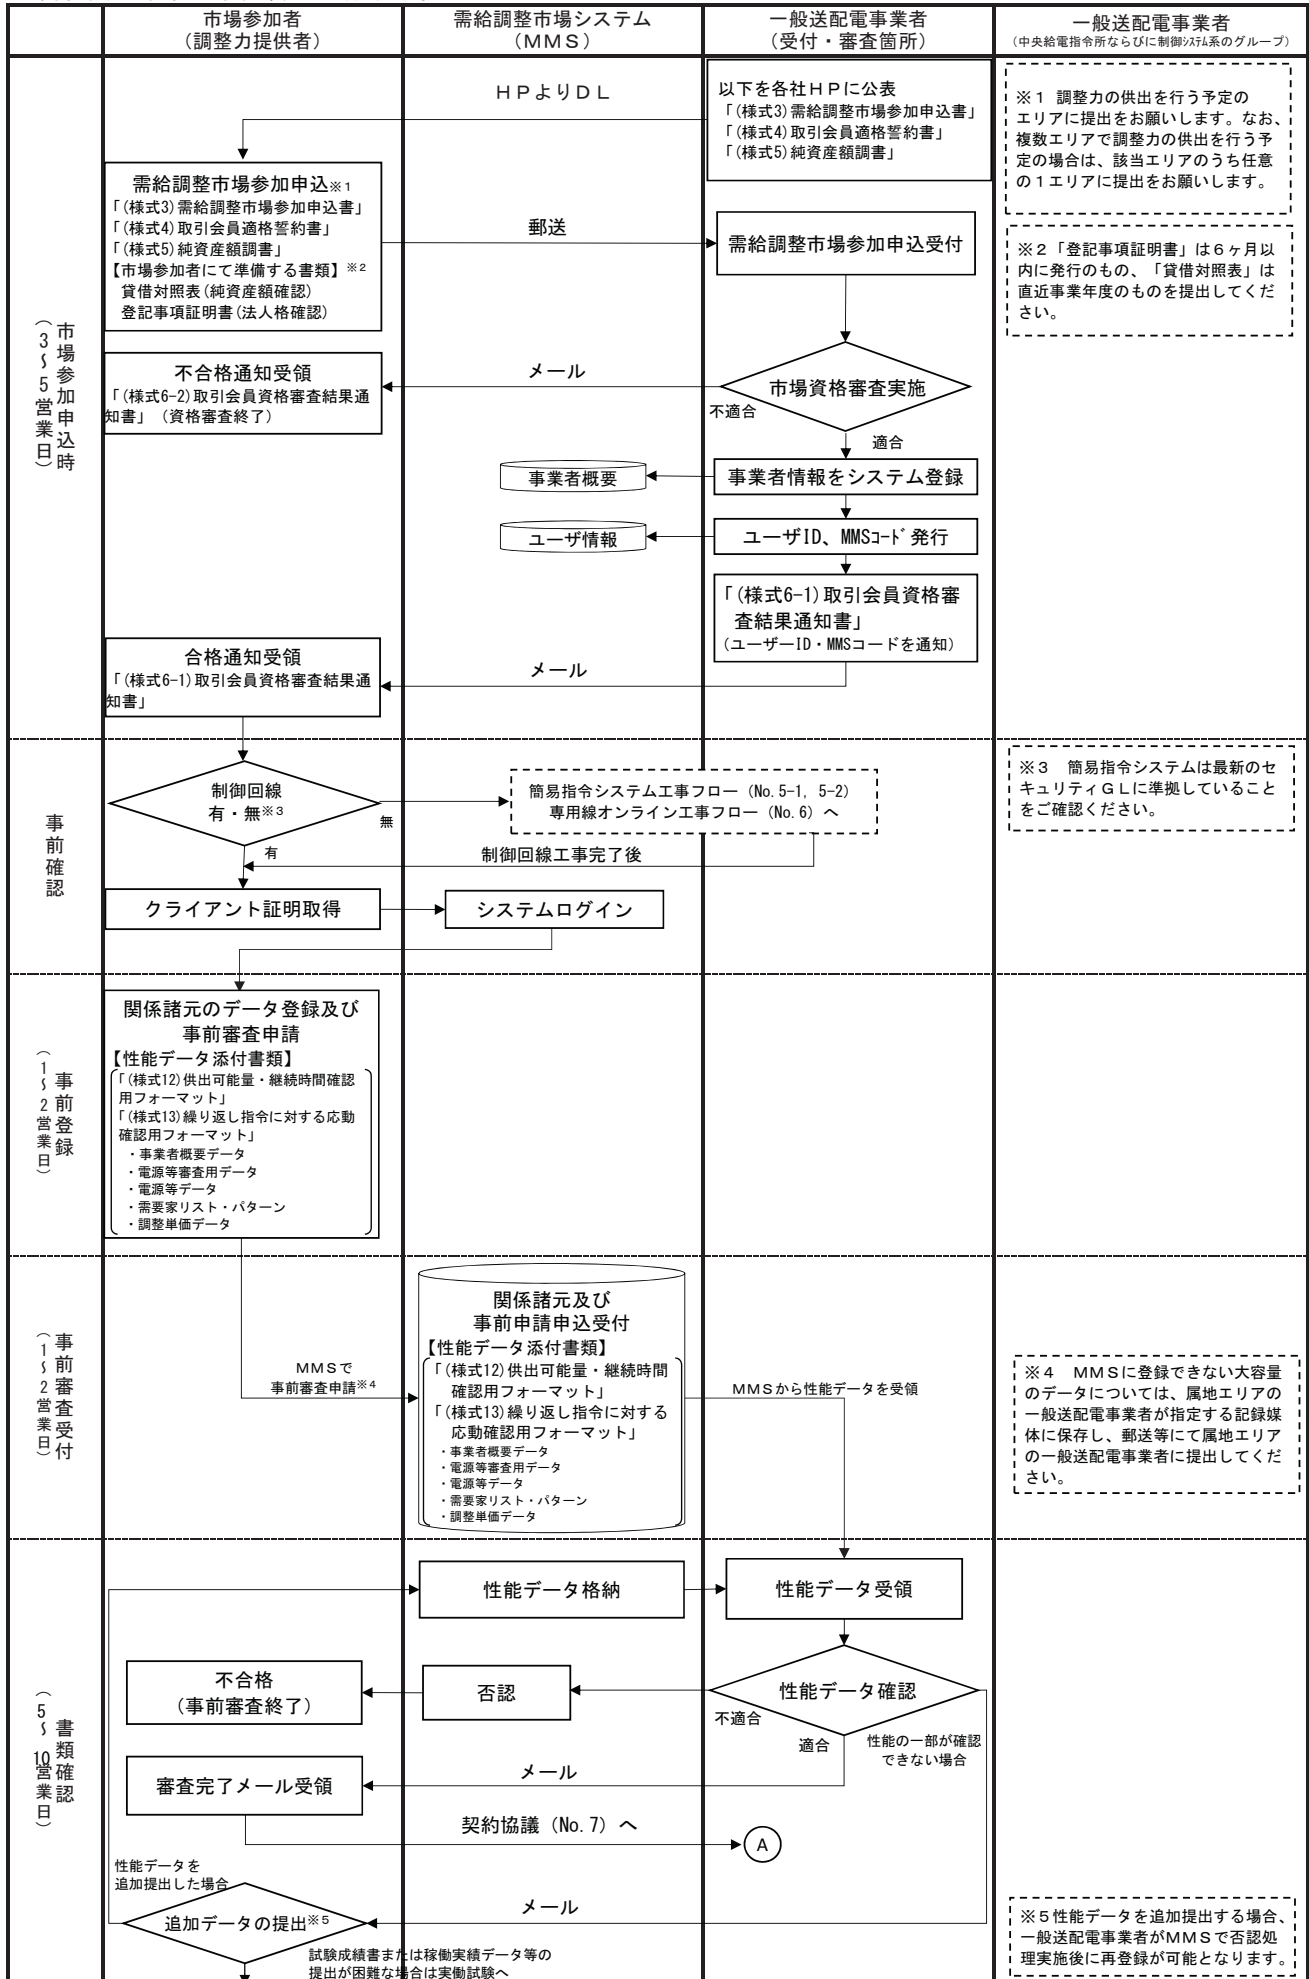 市場参加者
（調整力提供者）
需給調整市場システム
（ＭＭＳ）
一般送配電事業者
（受付・審査箇所）
一般送配電事業者
（中央給電指令所ならびに制御ｼｽﾃﾑ系のグループ）
市場参加申込時
（3～5営業日）
ＨＰよりＤＬ
以下を各社ＨＰに公表
「(様式3)需給調整市場参加申込書」
「(様式4)取引会員適格誓約書」
「(様式5)純資産額調書」
※１ 調整力の供出を行う予定の
エリアに提出をお願いします。なお、
複数エリアで調整力の供出を行う予
定の場合は、該当エリアのうち任意
の１エリアに提出をお願いします。
需給調整市場参加申込※1
「(様式3)需給調整市場参加申込書」
「(様式4)取引会員適格誓約書」
「(様式5)純資産額調書」
【市場参加者にて準備する書類】※2
貸借対照表(純資産額確認)
登記事項証明書(法人格確認)
郵送
需給調整市場参加申込受付
※２「登記事項証明書」は６ヶ月以
内に発行のもの、「貸借対照表」は
直近事業年度のものを提出してくだ
さい。
不合格通知受領
「(様式6-2)取引会員資格審査結果通
知書」（資格審査終了）
メール
市場資格審査実施
不適合
適合
事業者概要
事業者情報をシステム登録
ユーザ情報
ユーザID、MMSｺｰﾄﾞ発行
「(様式6-1)取引会員資格審
査結果通知書」
（ユーザーID・MMSコードを通知）
合格通知受領
「(様式6-1)取引会員資格審査結果通
知書」
メール
事前確認
制御回線
有・無※3
無
有
簡易指令システム工事フロー（No.5-1, 5-2）
専用線オンライン工事フロー（No.6）へ
※３　簡易指令システムは最新のセ
キュリティＧＬに準拠していること
をご確認ください。
制御回線工事完了後
クライアント証明取得
システムログイン
事前登録
（1～2営業日）
関係諸元のデータ登録及び
事前審査申請
【性能データ添付書類】
「(様式12)供出可能量・継続時間確認
用フォーマット」
「(様式13)繰り返し指令に対する応動
確認用フォーマット」
・事業者概要データ
・電源等審査用データ
・電源等データ
・需要家リスト・パターン
・調整単価データ
事前審査受付
（1～2営業日）
ＭＭＳで
事前審査申請※4
関係諸元及び
事前申請申込受付
【性能データ添付書類】
「(様式12)供出可能量・継続時間
確認用フォーマット」
「(様式13)繰り返し指令に対する
応動確認用フォーマット」
・事業者概要データ
・電源等審査用データ
・電源等データ
・需要家リスト・パターン
・調整単価データ
ＭＭＳから性能データを受領
※４　ＭＭＳに登録できない大容量
のデータについては、属地エリアの
一般送配電事業者が指定する記録媒
体に保存し、郵送等にて属地エリア
の一般送配電事業者に提出してくだ
さい。
書類確認
（5～10営業日）
性能データ格納
性能データ受領
不合格
（事前審査終了）
否認
性能データ確認
不適合
適合
性能の一部が確認
できない場合
審査完了メール受領
メール
契約協議（No.7）へ
A
性能データを
追加提出した場合
追加データの提出※5
メール
試験成績書または稼働実績データ等の
提出が困難な場合は実働試験へ
※５性能データを追加提出する場合、
一般送配電事業者がＭＭＳで否認処
理実施後に再登録が可能となります。